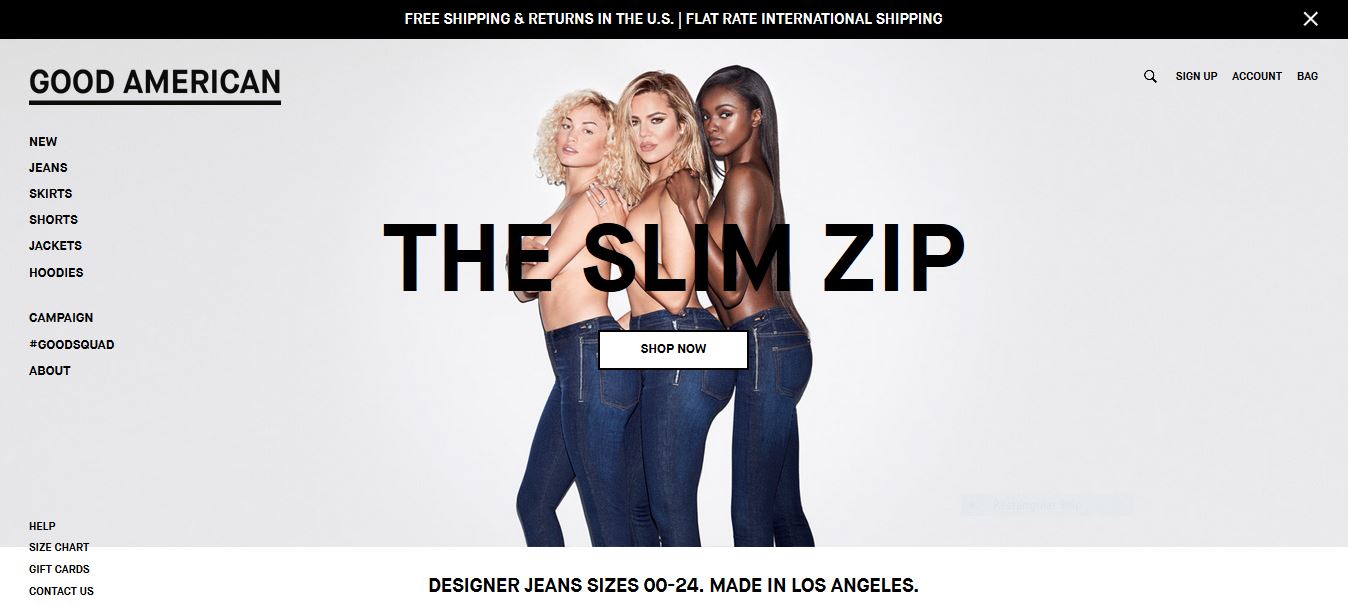 FREE SHIPPING & RETURNS IN THE U.S. | FLAT RATE INTERNATIONAL SHIPPING
GOOD AMERICAN
SIGN UP ACCOUNT BAG
NEW
JEANS
SKIRTS
SHORTS
JACKETS
HOODIES
THE SLIM ZIP
SHOP NOW
CAMPAIGN
#GOODSQUAD
ABOUT
Rectangular Snip
HELP
SIZE CHART
GIFT CARDS
CONTACT US
DESIGNER JEANS SIZES 00-24. MADE IN LOS ANGELES.